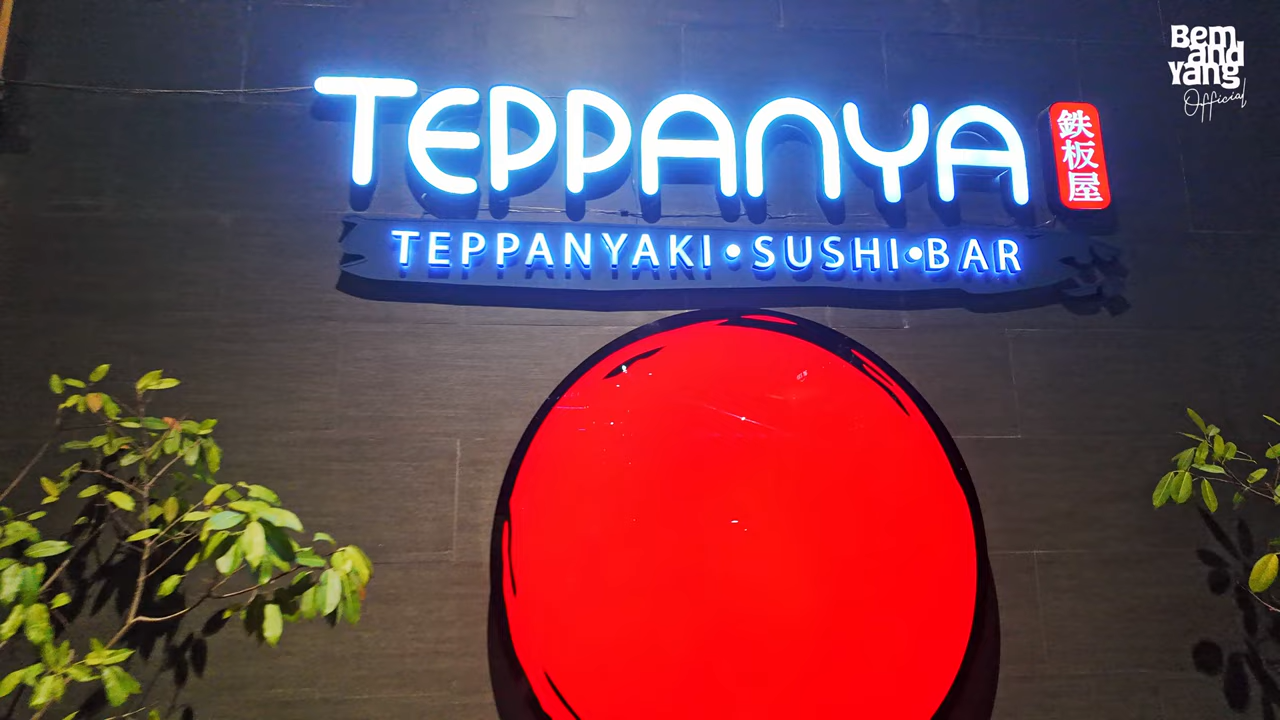 TEPPANYA
鉄板屋
TEPPANYAKI • SUSHI • BAR
Bem
and
Yang
Official